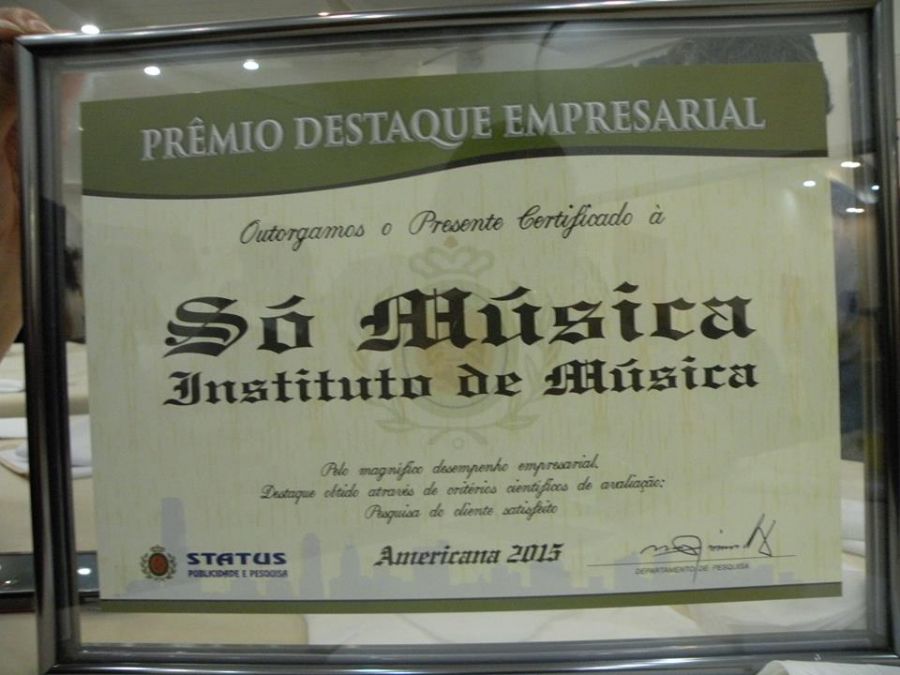 PRÊMIO DESTAQUE EMPRESARIAL
Outorgamos o Presente Certificado à
Só Música
Instituto de Música
Pelo magnífico desempenho empresarial.
Destaque obtido através de critérios científicos de avaliação:
Pesquisa do cliente satisfeito
STATUS
PUBLICIDADE E PESQUISA
Americana 2015
DEPARTAMENTO DE PESQUISA